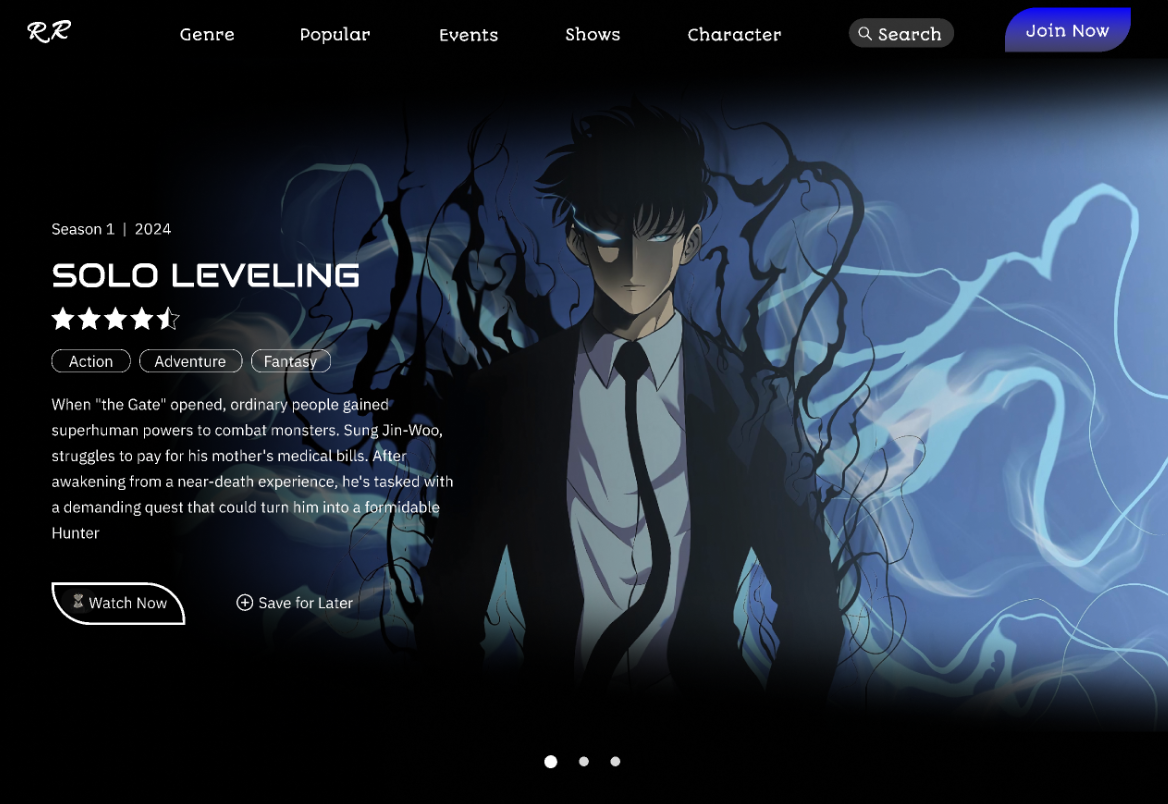 RR
Genre
Popular
Events
Shows
Character
Search
Join Now
Season 1 | 2024
SOLO LEVELING
Action
Adventure
Fantasy
When "the Gate" opened, ordinary people gained
superhuman powers to combat monsters. Sung Jin-Woo,
struggles to pay for his mother's medical bills. After
awakening from a near-death experience, he's tasked with
a demanding quest that could turn him into a formidable
Hunter
Watch Now
Save for Later